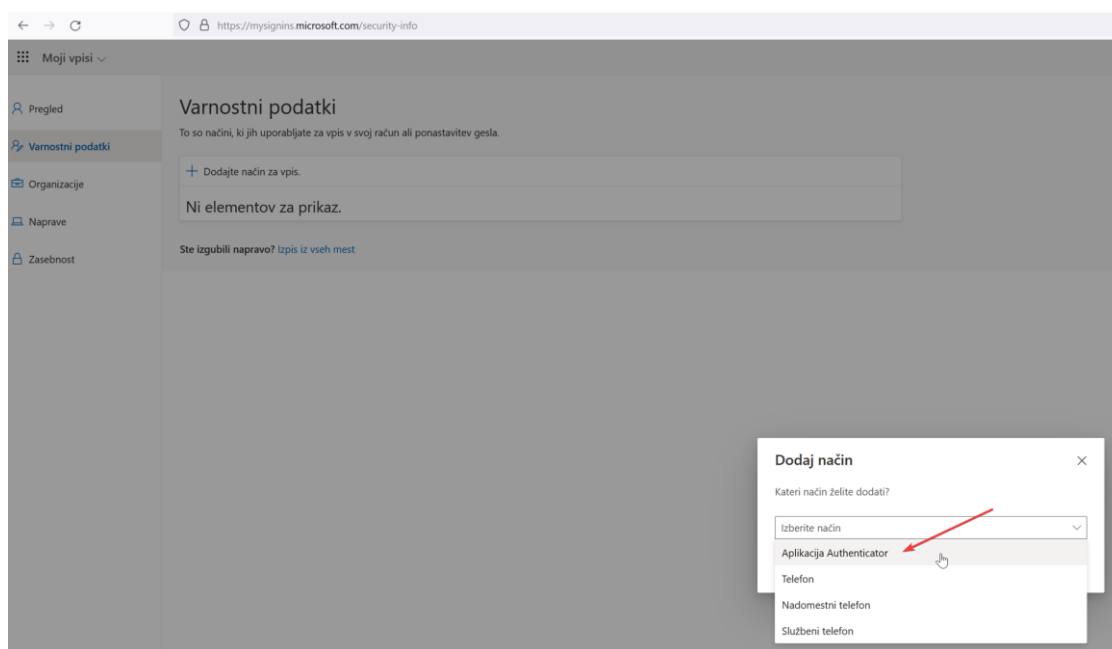 https://mysignins.microsoft.com/security-info
Moji vpisi
Pregled
Varnostni podatki
Organizacije
Naprave
Zasebnost
Varnostni podatki
To so načini, ki jih uporabljate za vpis v svoj račun ali ponastavitev gesla.
Dodajte način za vpis.
Ni elementov za prikaz.
Ste izgubili napravo? Izpis iz vseh mest
Dodaj način
Kateri način želite dodati?
Izberite način
Aplikacija Authenticator
Telefon
Nadomestni telefon
Službeni telefon